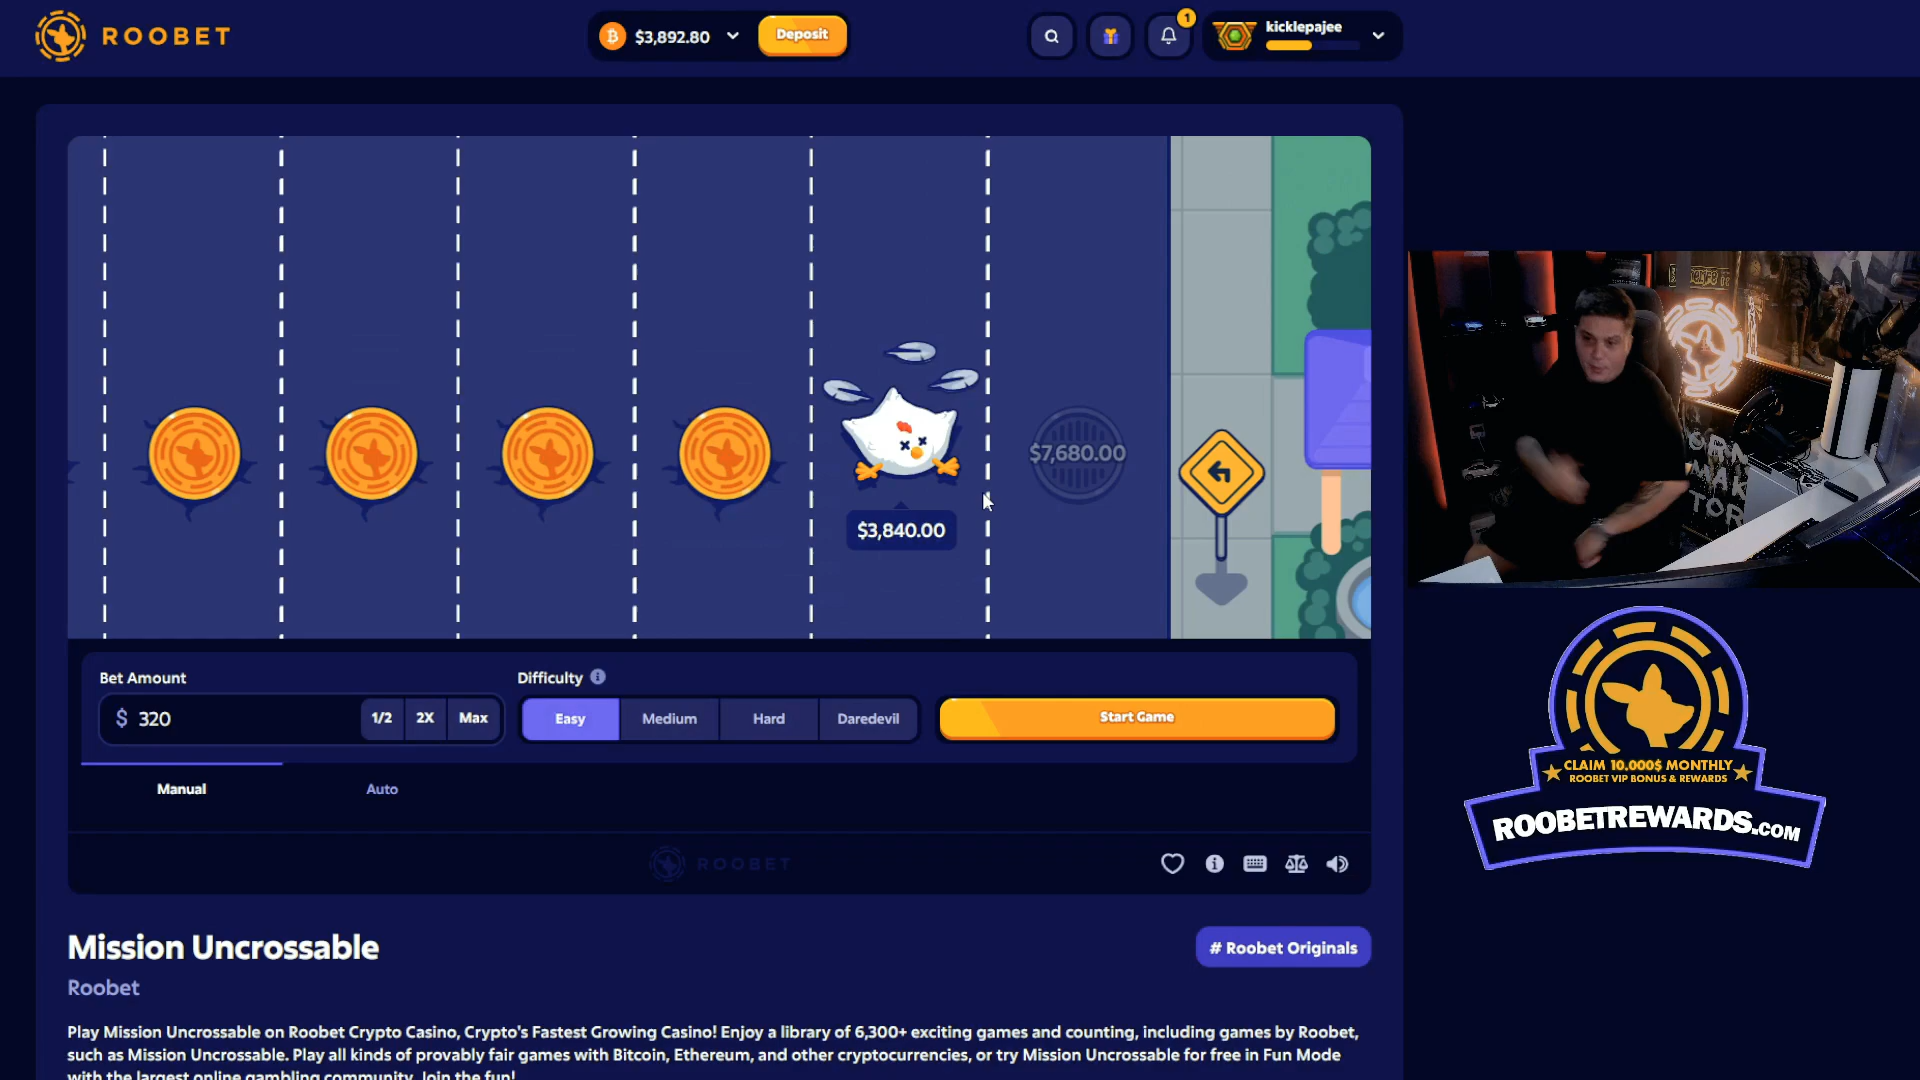 ROOBET
$3,892.80
Deposit
1
kicklepajee
$7,680.00
$3,840.00
Bet Amount
$ 320
1/2
2X
Max
Difficulty
Easy
Medium
Hard
Daredevil
Start Game
Manual
Auto
ROOBET
Mission Uncrossable
# Roobet Originals
Roobet
Play Mission Uncrossable on Roobet Crypto Casino, Crypto's Fastest Growing Casino! Enjoy a library of 6,300+ exciting games and counting, including games by Roobet,
such as Mission Uncrossable. Play all kinds of provably fair games with Bitcoin, Ethereum, and other cryptocurrencies, or try Mission Uncrossable for free in Fun Mode
with the largest online gambling community. Join the fun!
CLAIM 10.000$ MONTHLY
ROOBET VIP BONUS & REWARDS
ROOBETREWARDS.COM